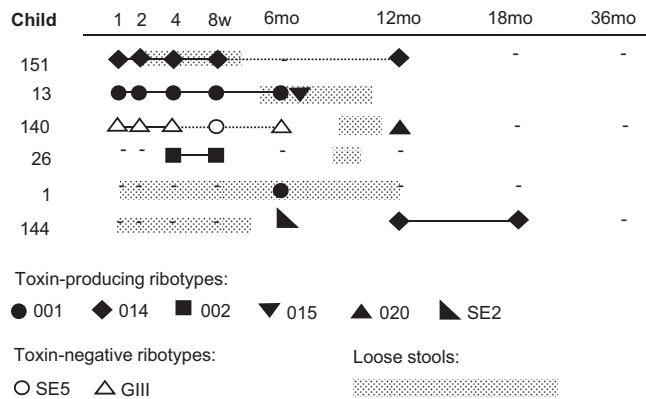 Child 1 2 4 8w 6mo 12mo 18mo 36mo
151 - - -
13
140 - -
26 - - - -
1 - - - - - -
144 - - - - -
Toxin-producing ribotypes:
001 014 002 015 020 SE2
Toxin-negative ribotypes: Loose stools:
SE5 GIII